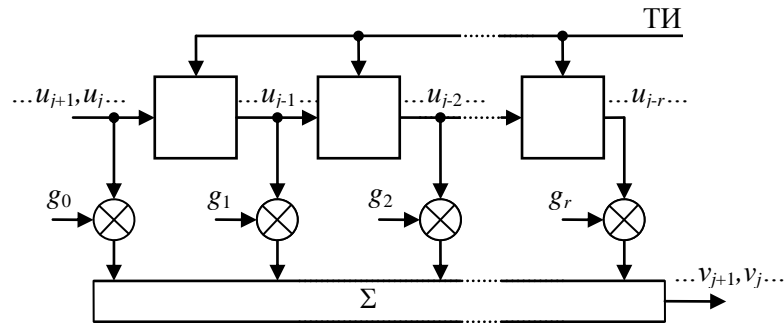 ТИ
...u_{j+1},u_j... ...u_{j-1}... ...u_{j-2}... ...u_{j-r}...
g_0 g_1 g_2 g_r
Σ ...v_{j+1},v_j...